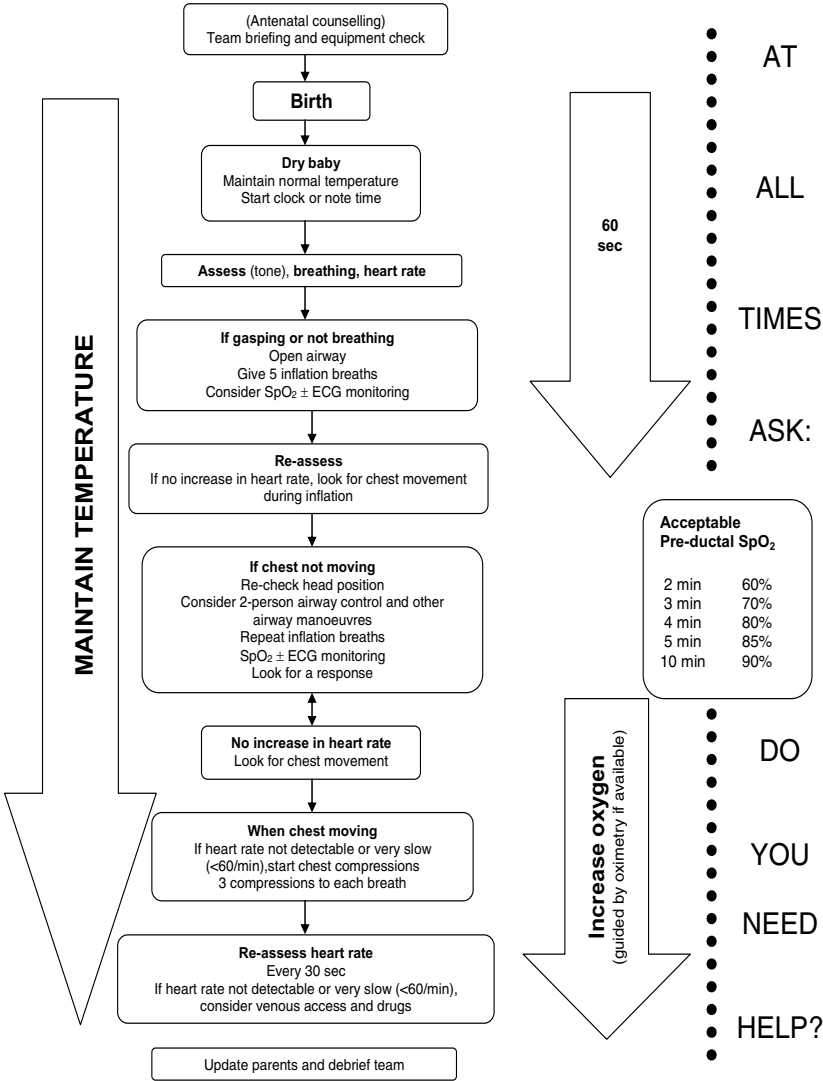 (Antenatal counselling)
Team briefing and equipment check
Birth
Dry baby
Maintain normal temperature
Start clock or note time
Assess (tone), breathing, heart rate
If gasping or not breathing
Open airway
Give 5 inflation breaths
Consider SpO₂ ± ECG monitoring
Re-assess
If no increase in heart rate, look for chest movement
during inflation
If chest not moving
Re-check head position
Consider 2-person airway control and other
airway manoeuvres
Repeat inflation breaths
SpO₂ ± ECG monitoring
Look for a response
No increase in heart rate
Look for chest movement
When chest moving
If heart rate not detectable or very slow
(<60/min),start chest compressions
3 compressions to each breath
Re-assess heart rate
Every 30 sec
If heart rate not detectable or very slow (<60/min),
consider venous access and drugs
Update parents and debrief team
MAINTAIN TEMPERATURE
60
sec
Acceptable
Pre-ductal SpO₂
2 min 60%
3 min 70%
4 min 80%
5 min 85%
10 min 90%
Increase oxygen
(guided by oximetry if available)
AT
ALL
TIMES
ASK:
DO
YOU
NEED
HELP?